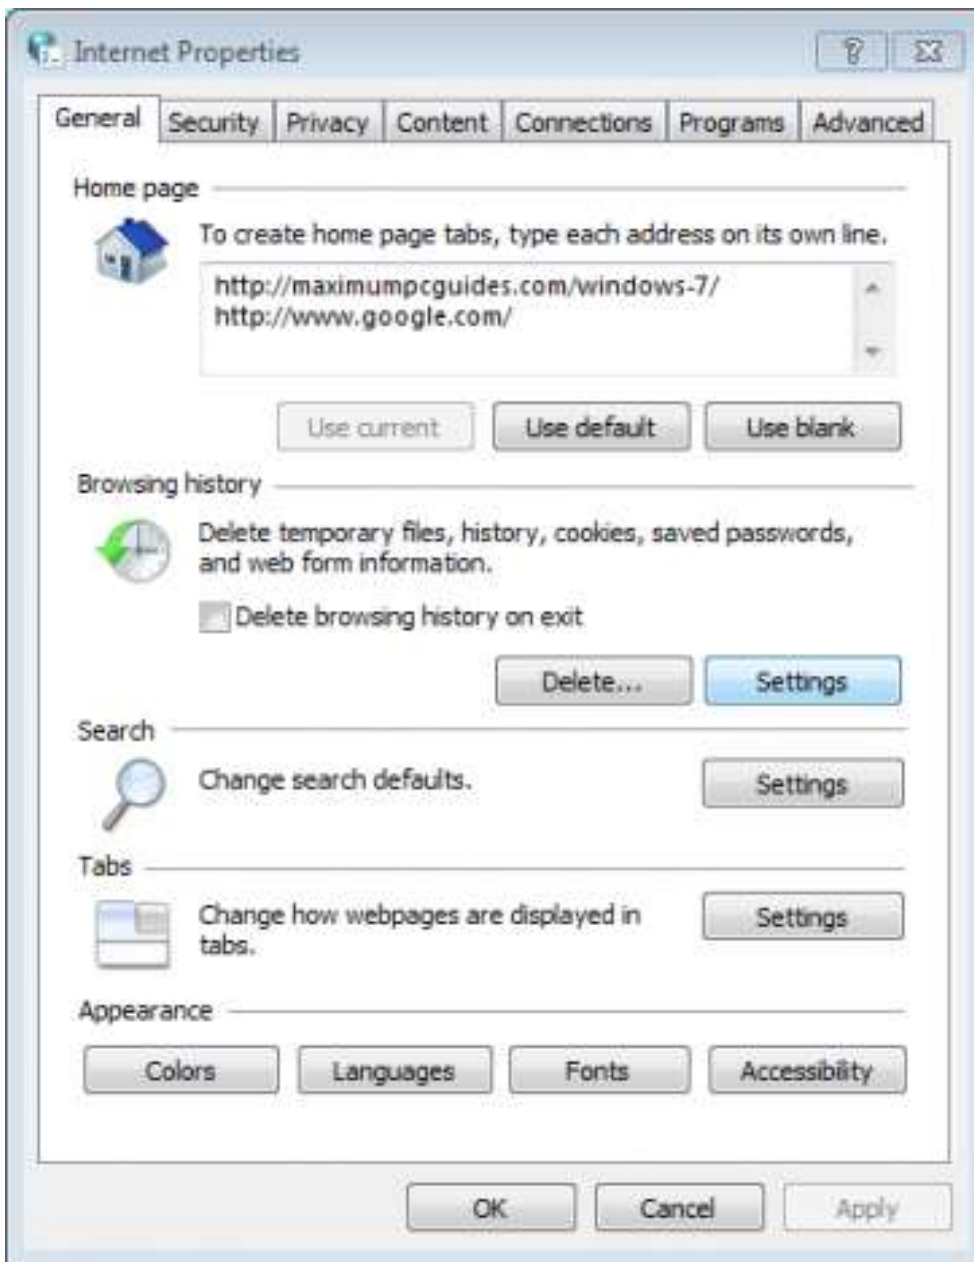 Internet Properties
General Security Privacy Content Connections Programs Advanced
Home page
To create home page tabs, type each address on its own line.
http://maximumpcguides.com/windows-7/
http://www.google.com/
Use current Use default Use blank
Browsing history
Delete temporary files, history, cookies, saved passwords,
and web form information.
Delete browsing history on exit
Delete... Settings
Search
Change search defaults. Settings
Tabs
Change how webpages are displayed in
tabs.
Settings
Appearance
Colors Languages Fonts Accessibility
OK Cancel Apply